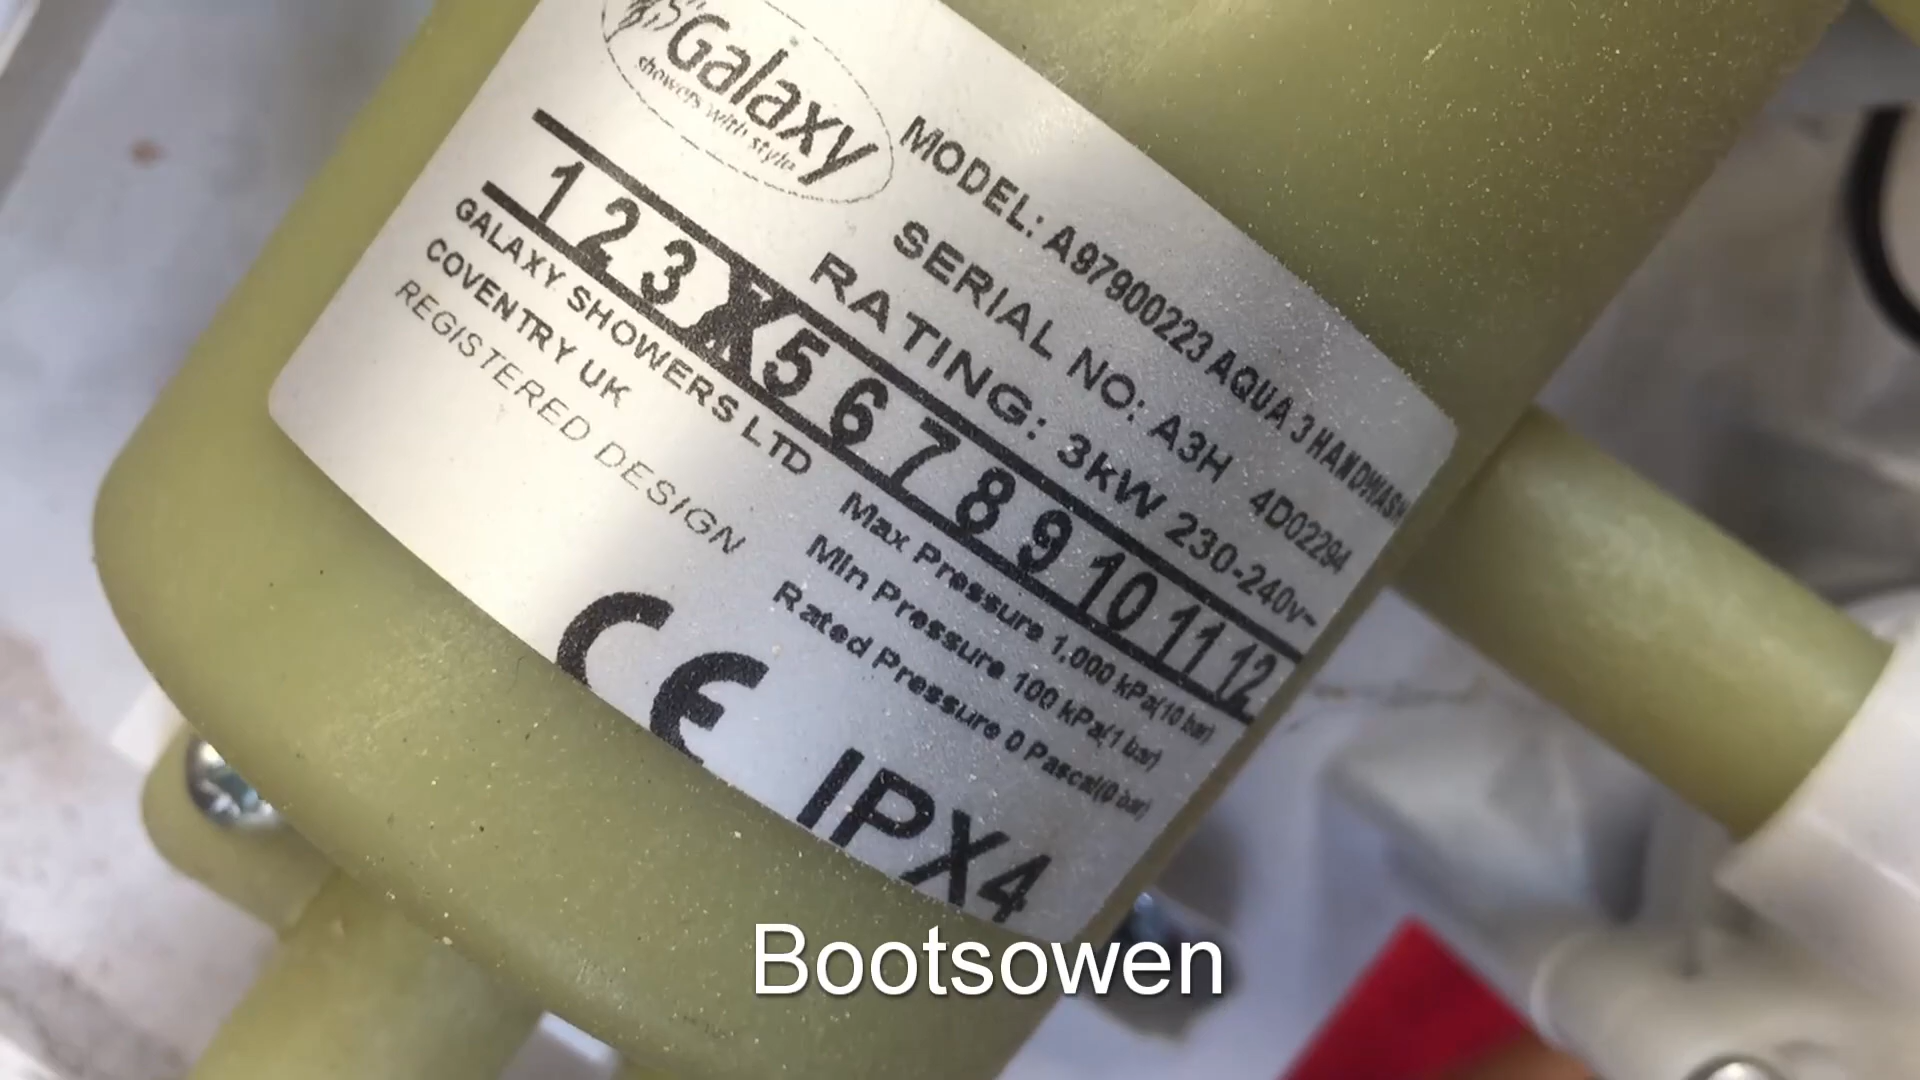 Galaxy
showers with style
MODEL: A97900223 AQUA 3 HANDWASH
SERIAL NO: A3H 4D02294
RATING: 3kW 230-240v~
1 2 3 X 5 6 7 8 9 10 11 12
GALAXY SHOWERS LTD
COVENTRY UK
REGISTERED DESIGN
Max Pressure 1,000 kPa(10 bar)
Min Pressure 100 kPa(1 bar)
Rated Pressure 0 Pascal(0 bar)
CE IPX4
Bootsowen